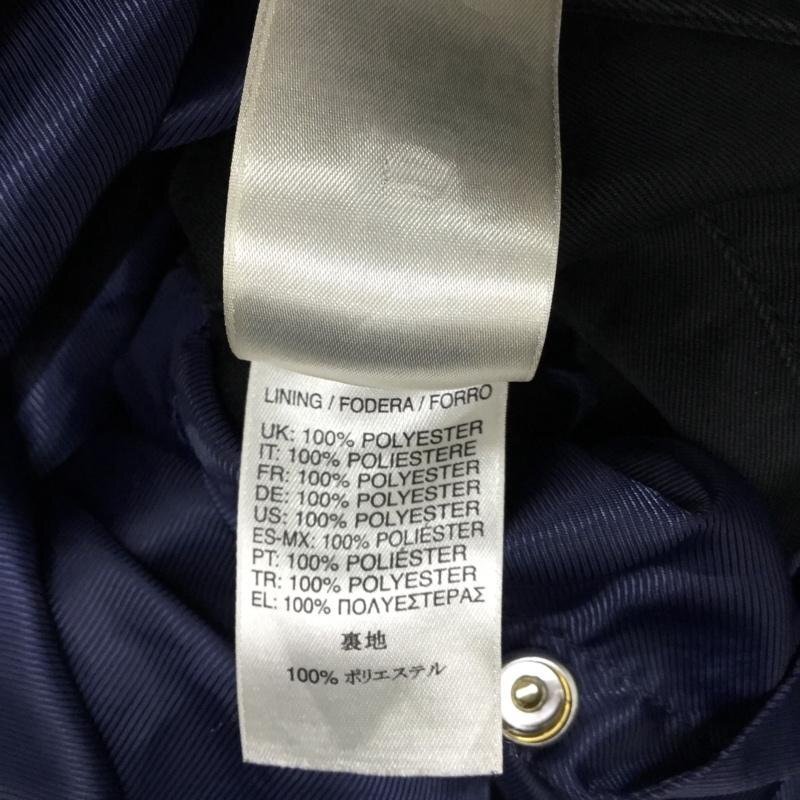 LINING / FODERA / FORRO
UK: 100% POLYESTER
IT: 100% POLIESTERE
FR: 100% POLYESTER
DE: 100% POLYESTER
US: 100% POLYESTER
ES-MX: 100% POLIÉSTER
PT: 100% POLIÉSTER
TR: 100% POLYESTER
EL: 100% ΠΟΛΥΕΣΤΕΡΑΣ
裏地
100% ポリエステル